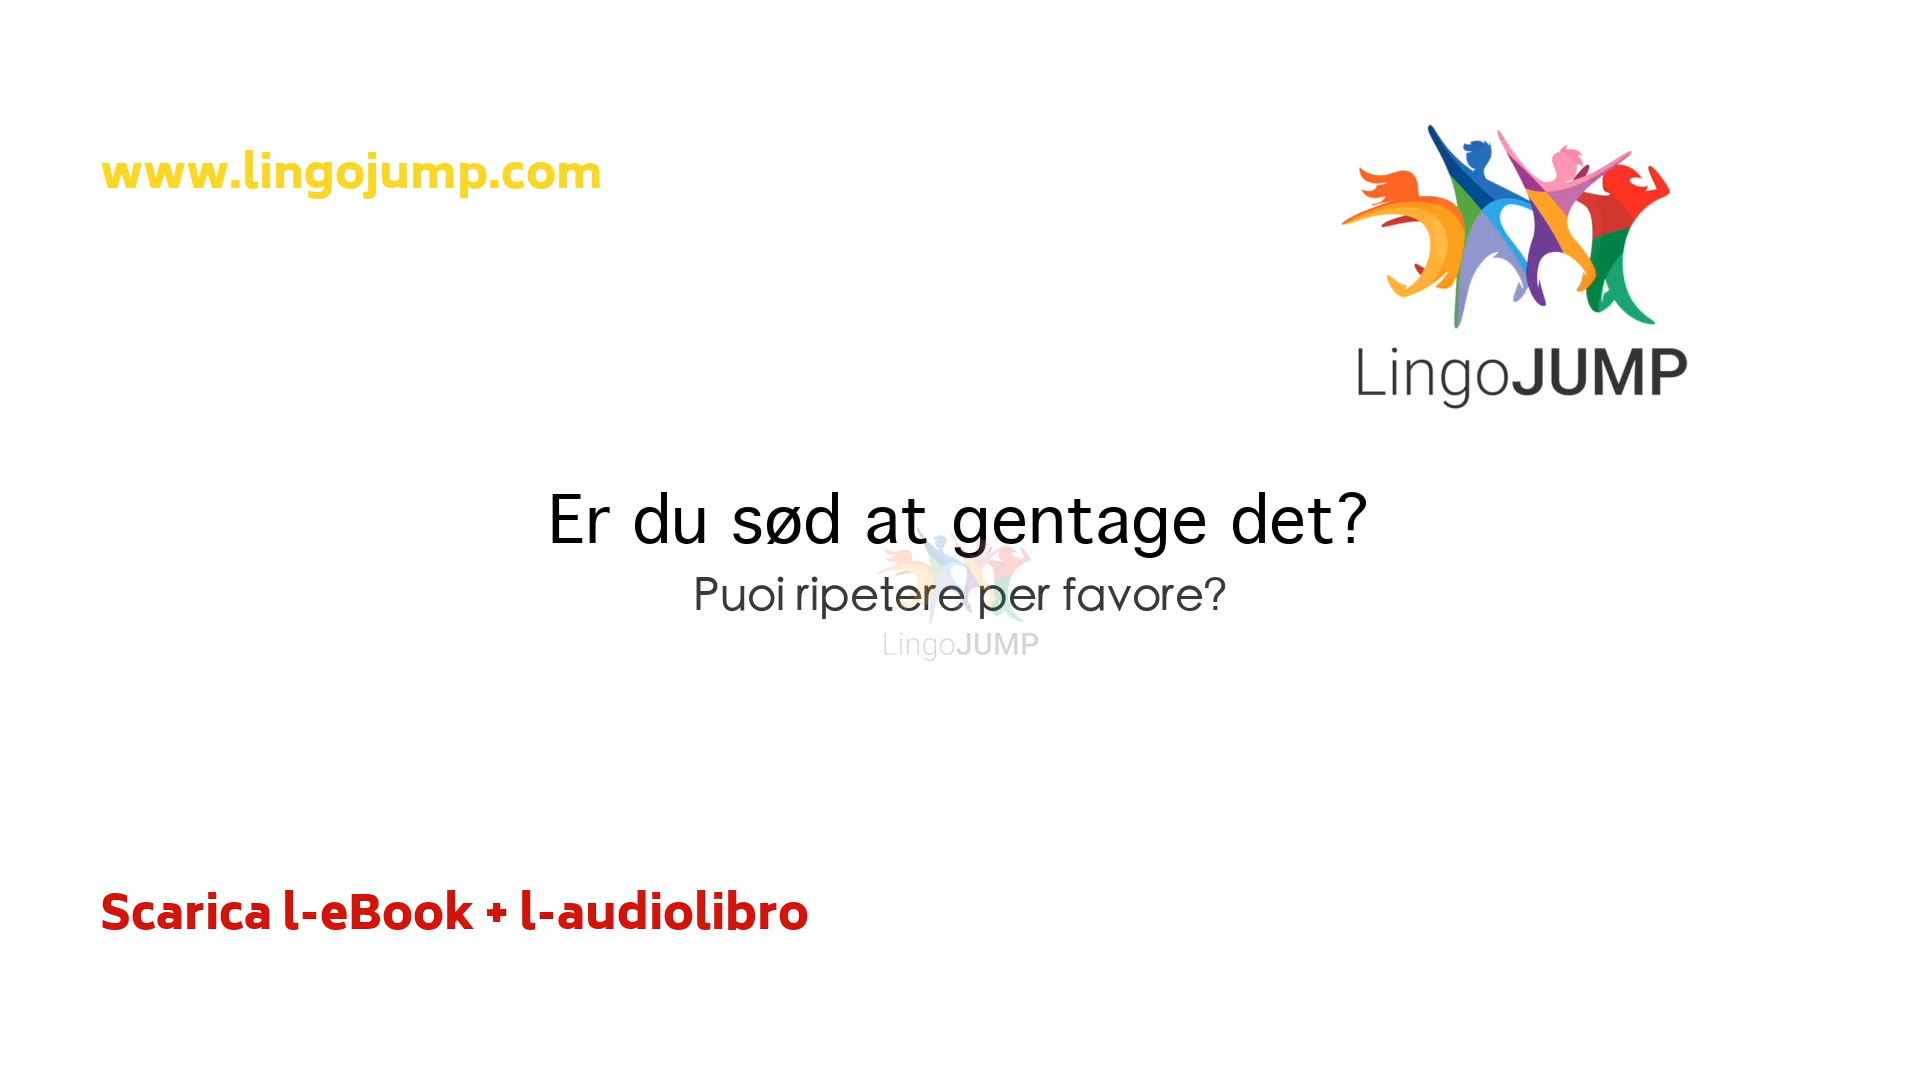 www.lingojump.com
LingoJUMP
Er du sød at gentage det?
Puoi ripetere per favore?
LingoJUMP
Scarica l-eBook + l-audiolibro